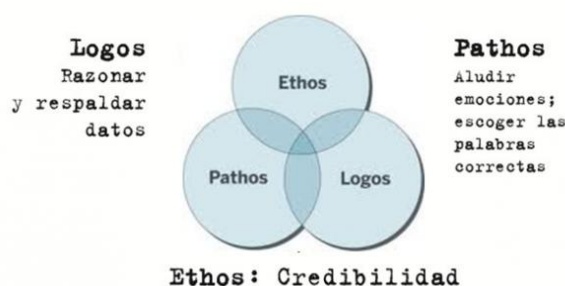 Logos
Razonar
y respaldar
datos
Ethos
Pathos
Logos
Pathos
Aludir
emociones;
escoger las
palabras
correctas
Ethos: Credibilidad